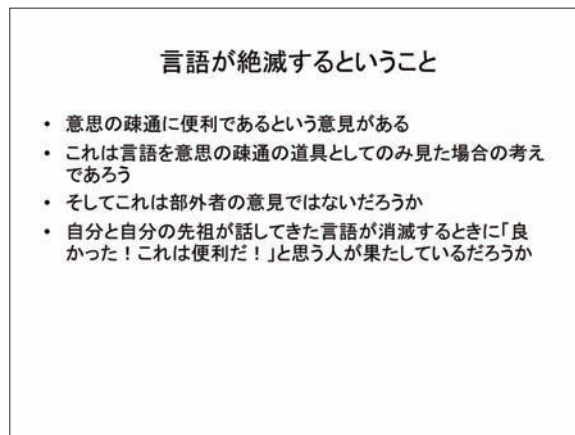 言語が絶滅するということ
• 意思の疎通に便利であるという意見がある
• これは言語を意思の疎通の道具としてのみ見た場合の考え
であろう
• そしてこれは部外者の意見ではないだろうか
• 自分と自分の先祖が話してきた言語が消滅するときに「良
かった！これは便利だ！」と思う人が果たしているだろうか